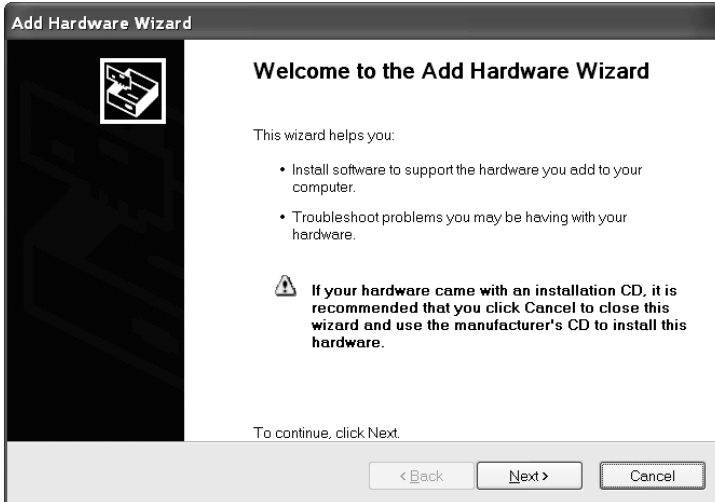 Add Hardware Wizard
Welcome to the Add Hardware Wizard
This wizard helps you:
• Install software to support the hardware you add to your
computer.
• Troubleshoot problems you may be having with your
hardware.
If your hardware came with an installation CD, it is
recommended that you click Cancel to close this
wizard and use the manufacturer's CD to install this
hardware.
To continue, click Next.
< Back Next > Cancel